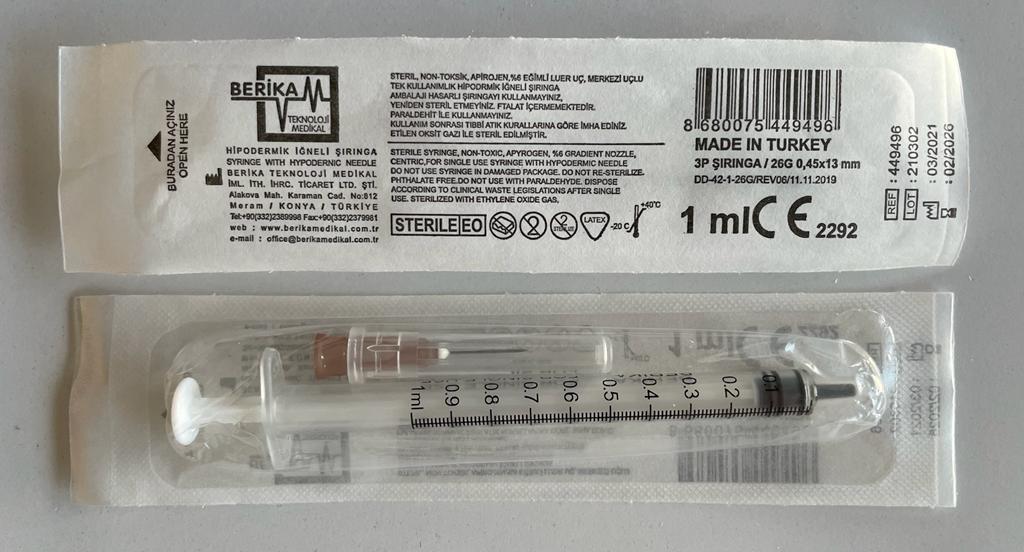 BURADAN AÇINIZ
OPEN HERE
BERİKA
TEKNOLOJİ
MEDİKAL
HİPODERMİK İĞNELİ ŞIRINGA
SYRINGE WITH HYPODERNIC NEEDLE
BERIKA TEKNOLOJİ MEDİKAL
İML. İTH. İHRC. TİCARET LTD. ŞTİ.
Alakova Mah. Karaman Cad. No:812
Meram / KONYA / TÜRKİYE
Tel:+90(332)2389998 Fax:+90(332)2379981
web : www.berikamedikal.com.tr
e-mail : office@berikamedikal.com.tr
STERIL, NON-TOKSİK, APİROJEN,%6 EĞİMLİ LUER UÇ, MERKEZİ UÇLU
TEK KULLANIMLIK HİPODRMİK İĞNELİ ŞIRINGA
AMBALAJI HASARLI ŞIRINGAYI KULLANMAYINIZ,
YENİDEN STERİL ETMEYİNİZ. FTALAT İÇERMEMEKTEDİR.
PARALDEHİT İLE KULLANMAYINIZ.
KULLANIM SONRASI TIBBİ ATIK KURALLARINA GÖRE İMHA EDİNİZ.
ETİLEN OKSİT GAZI İLE STERİL EDİLMİŞTİR.
STERILE SYRINGE, NON-TOXIC, APYROGEN, %6 GRADIENT NOZZLE,
CENTRIC,FOR SINGLE USE SYRINGE WITH HYPODERMIC NEEDLE
DO NOT USE SYRINGE IN DAMAGED PACKAGE. DO NOT RE-STERILIZE.
PHTHALATE FREE.DO NOT USE WITH PARALDEHYDE. DISPOSE
ACCORDING TO CLINICAL WASTE LEGISLATIONS AFTER SINGLE
USE. STERILIZED WITH ETHYLENE OXIDE GAS,
STERILE EO
2
2
LATEX
-20 C
+40°C
8 680075 449496
MADE IN TURKEY
3P ŞIRINGA / 26G 0,45x13 mm
DD-42-1-26G/REV06/11.11.2019
1 ml CE 2292
REF : 449496
LOT : 210302
: 03/2021
: 02/2026
1ml 0.9 0.8 0.7 0.6 0.5 0.4 0.3 0.2 0.1